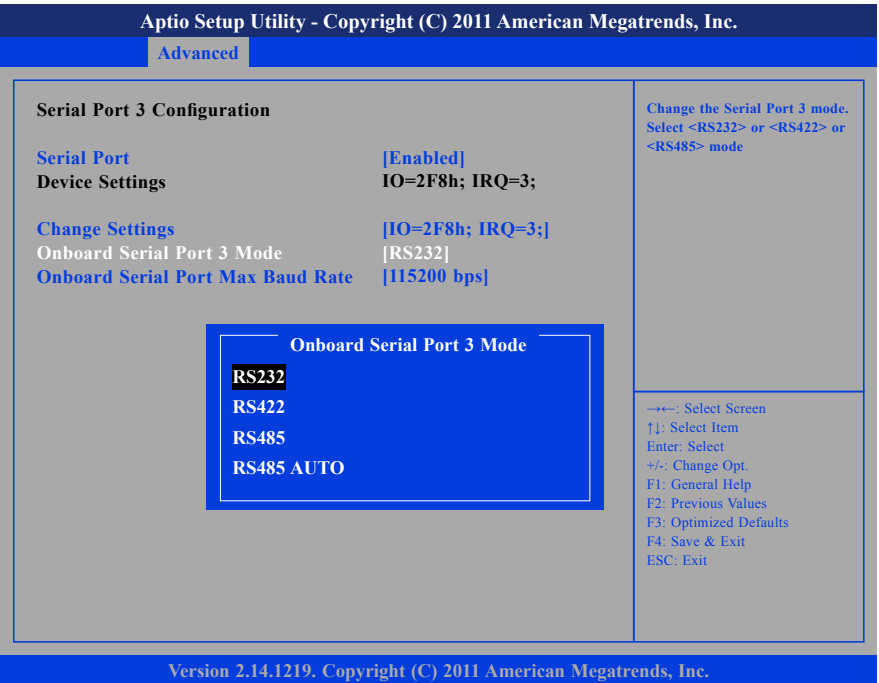 Aptio Setup Utility - Copyright (C) 2011 American Megatrends, Inc.
Advanced
Serial Port 3 Configuration
Serial Port [Enabled]
Device Settings IO=2F8h; IRQ=3;
Change Settings [IO=2F8h; IRQ=3;]
Onboard Serial Port 3 Mode [RS232]
Onboard Serial Port Max Baud Rate [115200 bps]
Onboard Serial Port 3 Mode
RS232
RS422
RS485
RS485 AUTO
Change the Serial Port 3 mode.
Select <RS232> or <RS422> or
<RS485> mode
→←: Select Screen
↑↓: Select Item
Enter: Select
+/-: Change Opt.
F1: General Help
F2: Previous Values
F3: Optimized Defaults
F4: Save & Exit
ESC: Exit
Version 2.14.1219. Copyright (C) 2011 American Megatrends, Inc.